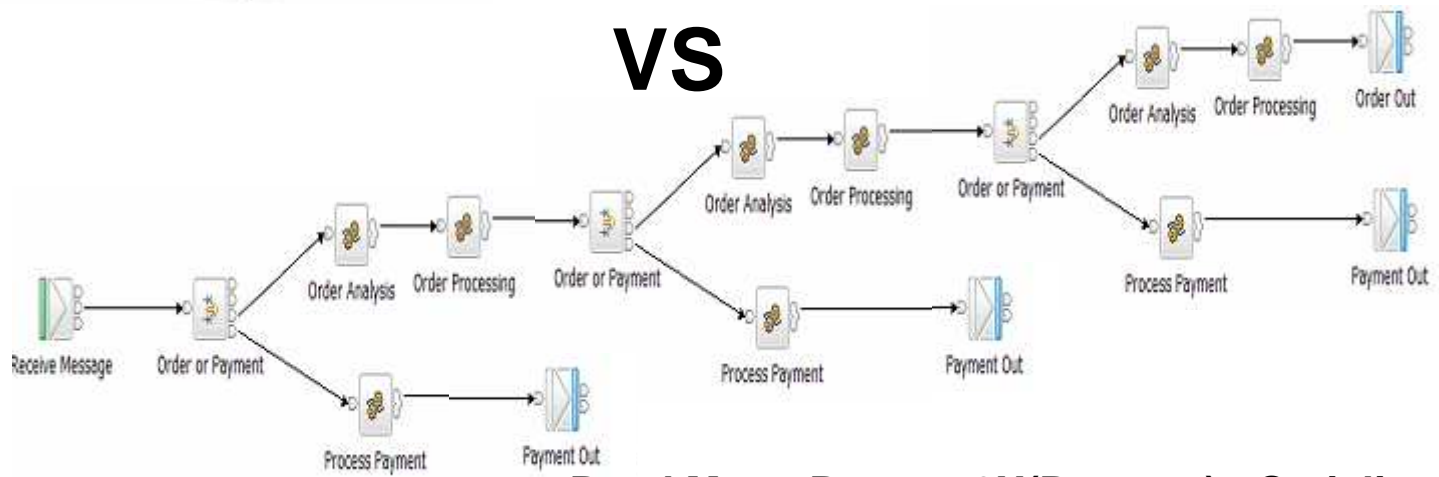 VS
Order Analysis
Order Processing
Order Out
Order Analysis
Order Processing
Order or Payment
Order Analysis
Order Processing
Order or Payment
Process Payment
Payment Out
Receive Message
Order or Payment
Process Payment
Payment Out
Process Payment
Payment Out